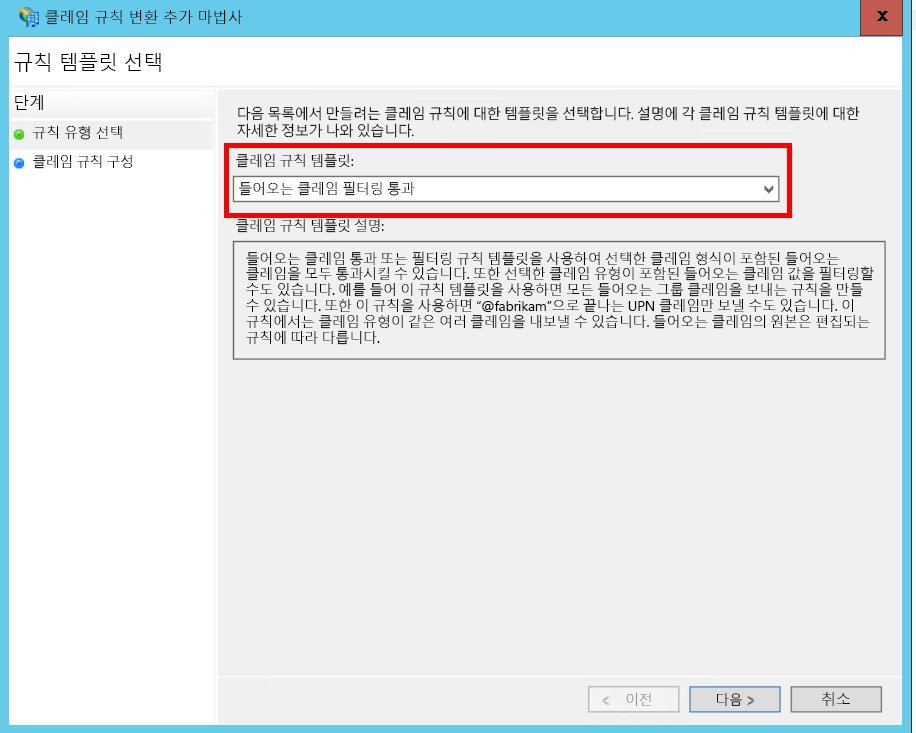 클레임 규칙 변환 추가 마법사
x
규칙 템플릿 선택
단계
규칙 유형 선택
클레임 규칙 구성
다음 목록에서 만들려는 클레임 규칙에 대한 템플릿을 선택합니다. 설명에 각 클레임 규칙 템플릿에 대한
자세한 정보가 나와 있습니다.
클레임 규칙 템플릿:
들어오는 클레임 필터링 통과
클레임 규칙 템플릿 설명:
들어오는 클레임 통과 또는 필터링 규칙 템플릿을 사용하여 선택한 클레임 형식이 포함된 들어오는
클레임을 모두 통과시킬 수 있습니다. 또한 선택한 클레임 유형이 포함된 들어오는 클레임 값을 필터링할
수도 있습니다. 예를 들어 이 규칙 템플릿을 사용하면 모든 들어오는 그룹 클레임을 보내는 규칙을 만들
수 있습니다. 또한 이 규칙을 사용하면 “@fabrikam”으로 끝나는 UPN 클레임만 보낼 수도 있습니다. 이
규칙에서는 클레임 유형이 같은 여러 클레임을 내보낼 수 있습니다. 들어오는 클레임의 원본은 편집되는
규칙에 따라 다릅니다.
< 이전
다음 >
취소